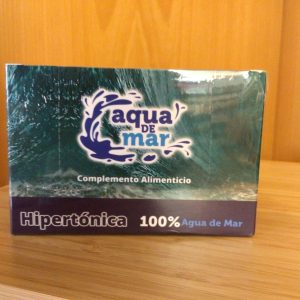 aqua
DE
mar
Complemento Alimenticio
Hipertónica 100% Agua de Mar